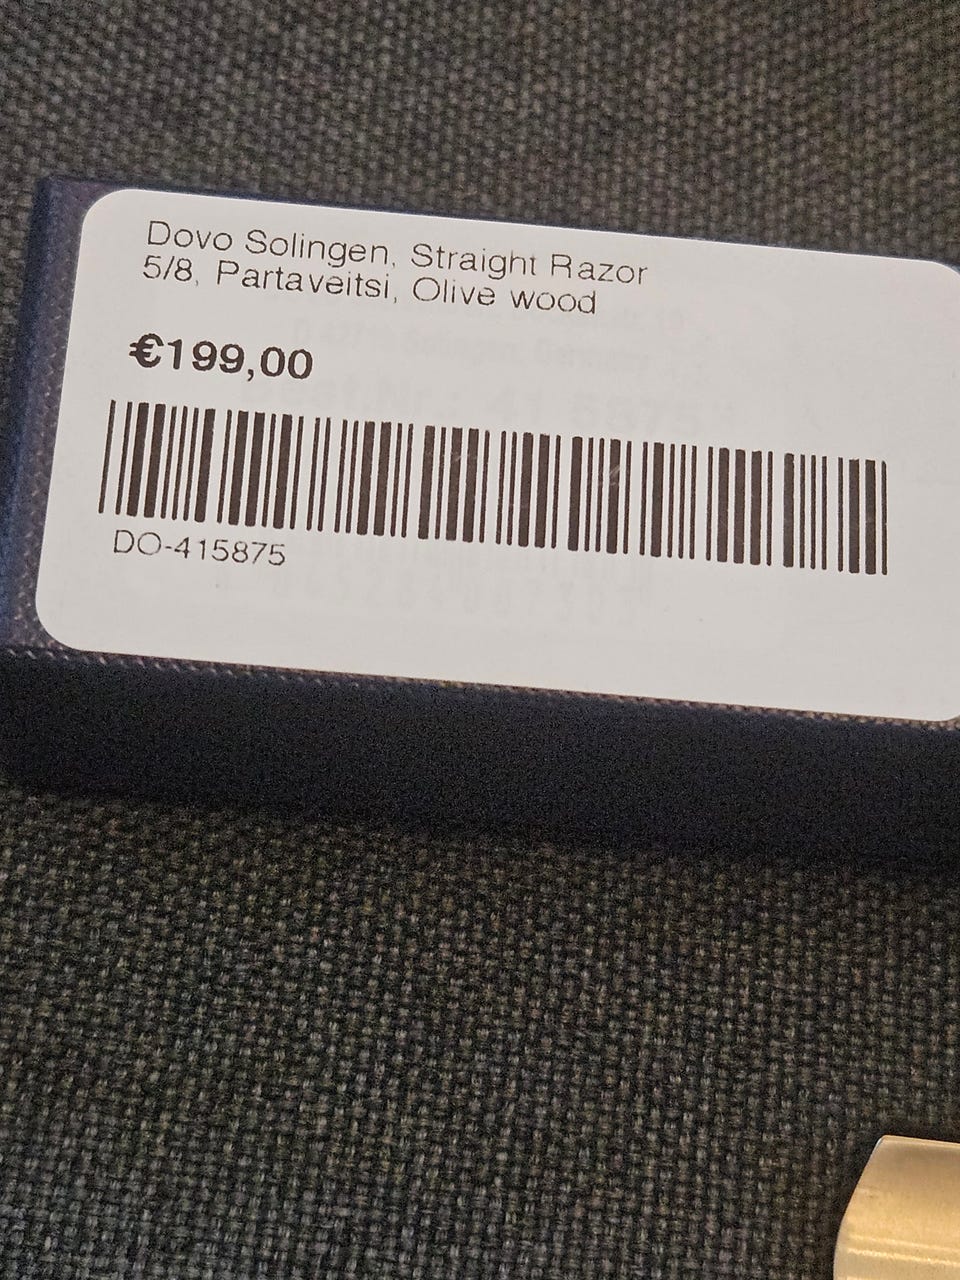 Dovo Solingen, Straight Razor
5/8, Partaveitsi, Olive wood
€199,00
DO-415875